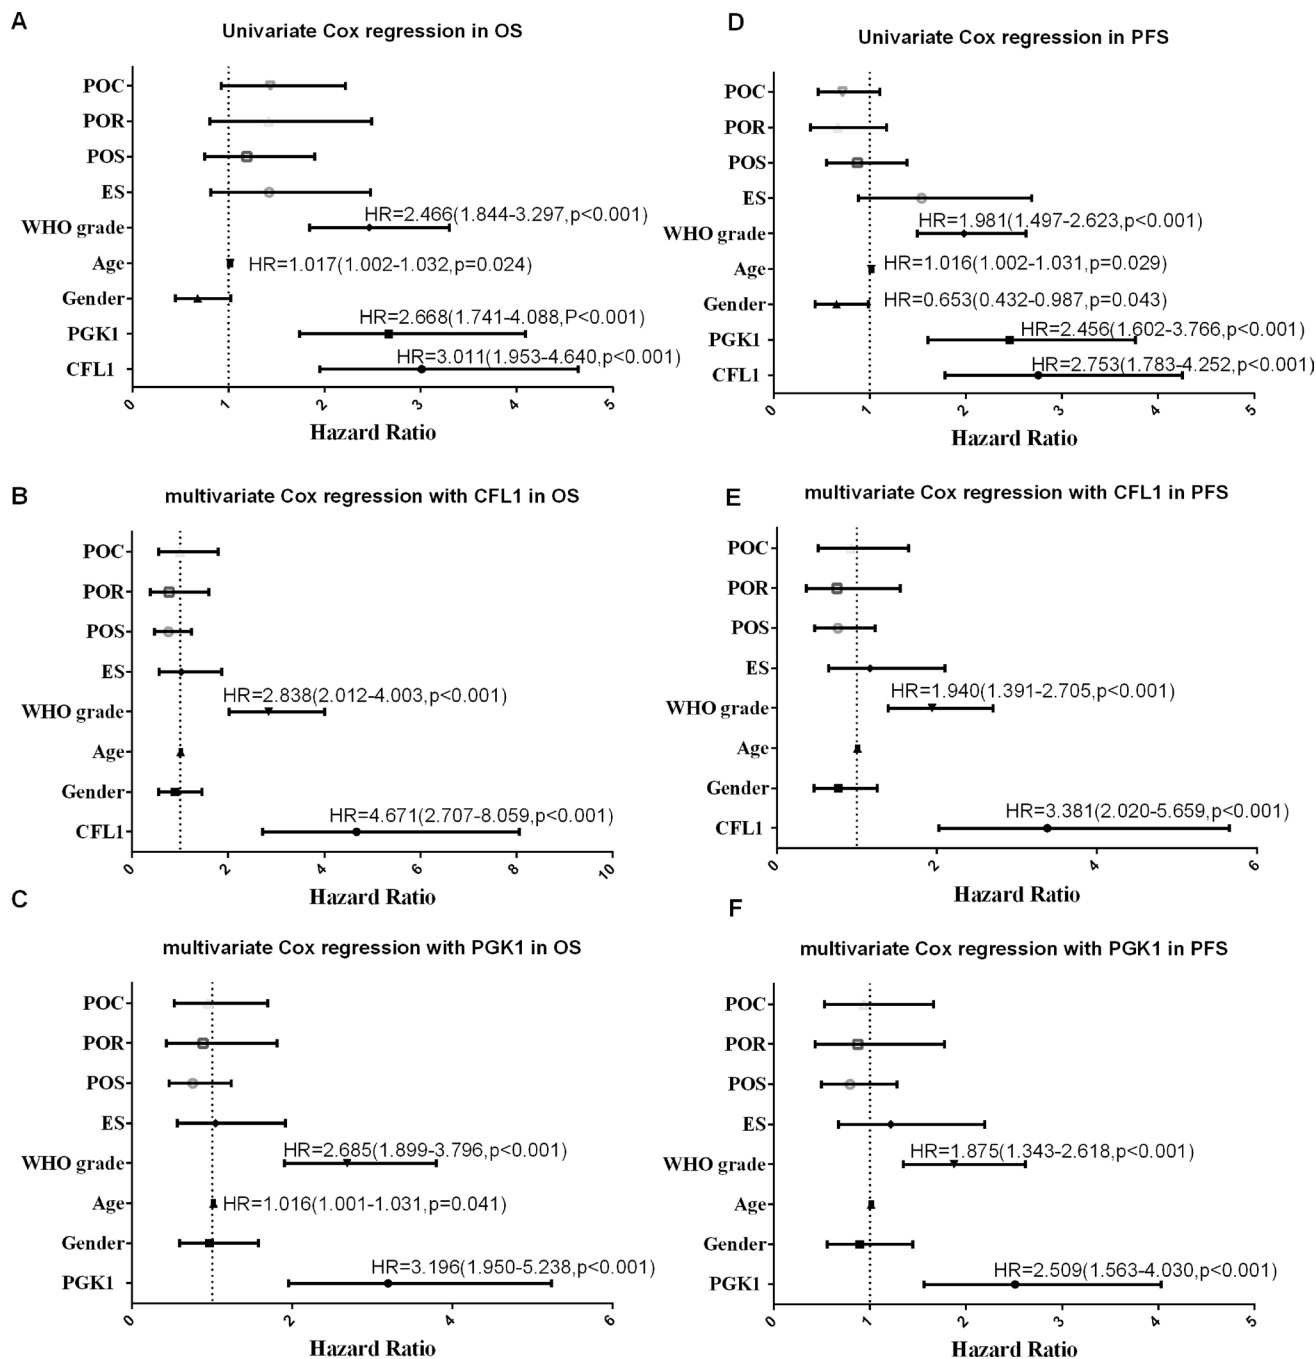 A
Univariate Cox regression in OS
POC
POR
POS
ES
WHO grade
HR=2.466(1.844-3.297,p<0.001)
Age
HR=1.017(1.002-1.032,p=0.024)
Gender
PGK1
HR=2.668(1.741-4.088,P<0.001)
CFL1
HR=3.011(1.953-4.640,p<0.001)
0 1 2 3 4 5
Hazard Ratio
D
Univariate Cox regression in PFS
POC
POR
POS
ES
WHO grade
HR=1.981(1.497-2.623,p<0.001)
Age
HR=1.016(1.002-1.031,p=0.029)
Gender
HR=0.653(0.432-0.987,p=0.043)
PGK1
HR=2.456(1.602-3.766,p<0.001)
CFL1
HR=2.753(1.783-4.252,p<0.001)
0 1 2 3 4 5
Hazard Ratio
B
multivariate Cox regression with CFL1 in OS
POC
POR
POS
ES
WHO grade
HR=2.838(2.012-4.003,p<0.001)
Age
Gender
CFL1
HR=4.671(2.707-8.059,p<0.001)
0 2 4 6 8 10
Hazard Ratio
E
multivariate Cox regression with CFL1 in PFS
POC
POR
POS
ES
WHO grade
HR=1.940(1.391-2.705,p<0.001)
Age
Gender
CFL1
HR=3.381(2.020-5.659,p<0.001)
0 2 4 6
Hazard Ratio
C
multivariate Cox regression with PGK1 in OS
POC
POR
POS
ES
WHO grade
HR=2.685(1.899-3.796,p<0.001)
Age
HR=1.016(1.001-1.031,p=0.041)
Gender
PGK1
HR=3.196(1.950-5.238,p<0.001)
0 2 4 6
Hazard Ratio
F
multivariate Cox regression with PGK1 in PFS
POC
POR
POS
ES
WHO grade
HR=1.875(1.343-2.618,p<0.001)
Age
Gender
PGK1
HR=2.509(1.563-4.030,p<0.001)
0 1 2 3 4 5
Hazard Ratio